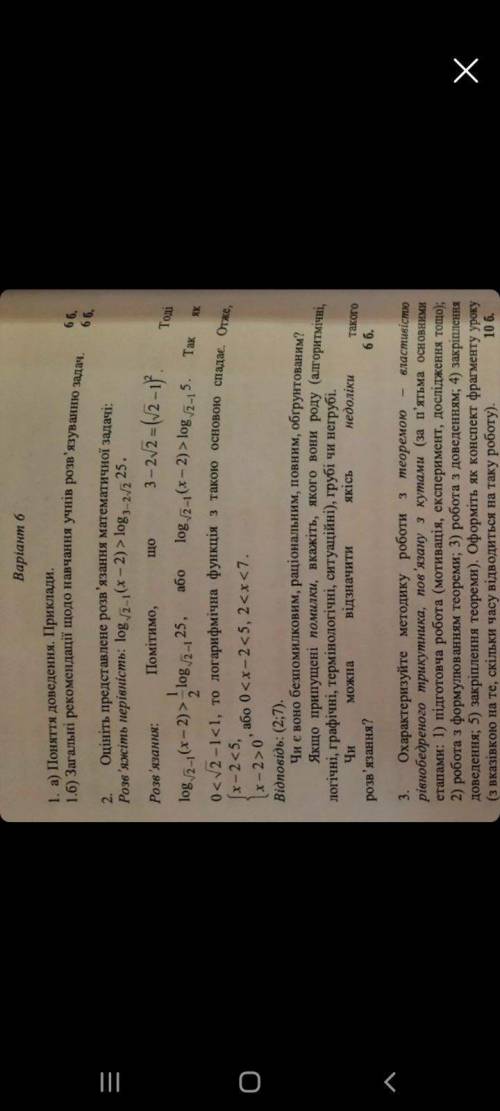 Варіант 6
1. а) Поняття доведення. Приклади. 6 б,
1.б) Загальні рекомендації щодо навчання учнів розв'язуванню задач. 6 б,
2. Оцініть представлене розв'язання математичної задачі:
Розв'яжіть нерівність: log_{√2−1}(x−2) > log_{3−2√2} 25.
Розв'язання: Помітимо, що 3−2√2 = (√2−1)². Тоді
log_{√2−1}(x−2) > 1/2 log_{√2−1} 25, або log_{√2−1}(x−2) > log_{√2−1} 5. Так як
0<√2−1<1, то логарифмічна функція з такою основою спадає. Отже,
{x−2<5, x−2>0, або 0<x−2<5, 2<x<7.
Відповідь: (2;7).
Чи є воно безпомилковим, раціональним, повним, обґрунтованим?
Якщо припущені помилки, вкажіть, якого вони роду (алгоритмічні,
логічні, графічні, термінологічні, ситуаційні), грубі чи негрубі.
Чи можна відзначити якісь недоліки такого
розв'язання? 6 б.
3. Охарактеризуйте методику роботи з теоремою – властивістю
рівнобедреного трикутника, пов'язану з кутами (за п'ятьма основними
етапами: 1) підготовча робота (мотивація, експеримент, дослідження тощо);
2) робота з формулюванням теореми; 3) робота з доведенням; 4) закріплення
доведення; 5) закріплення теореми). Оформіть як конспект фрагменту уроку
(з вказівкою на те, скільки часу відводиться на таку роботу). 10 б.